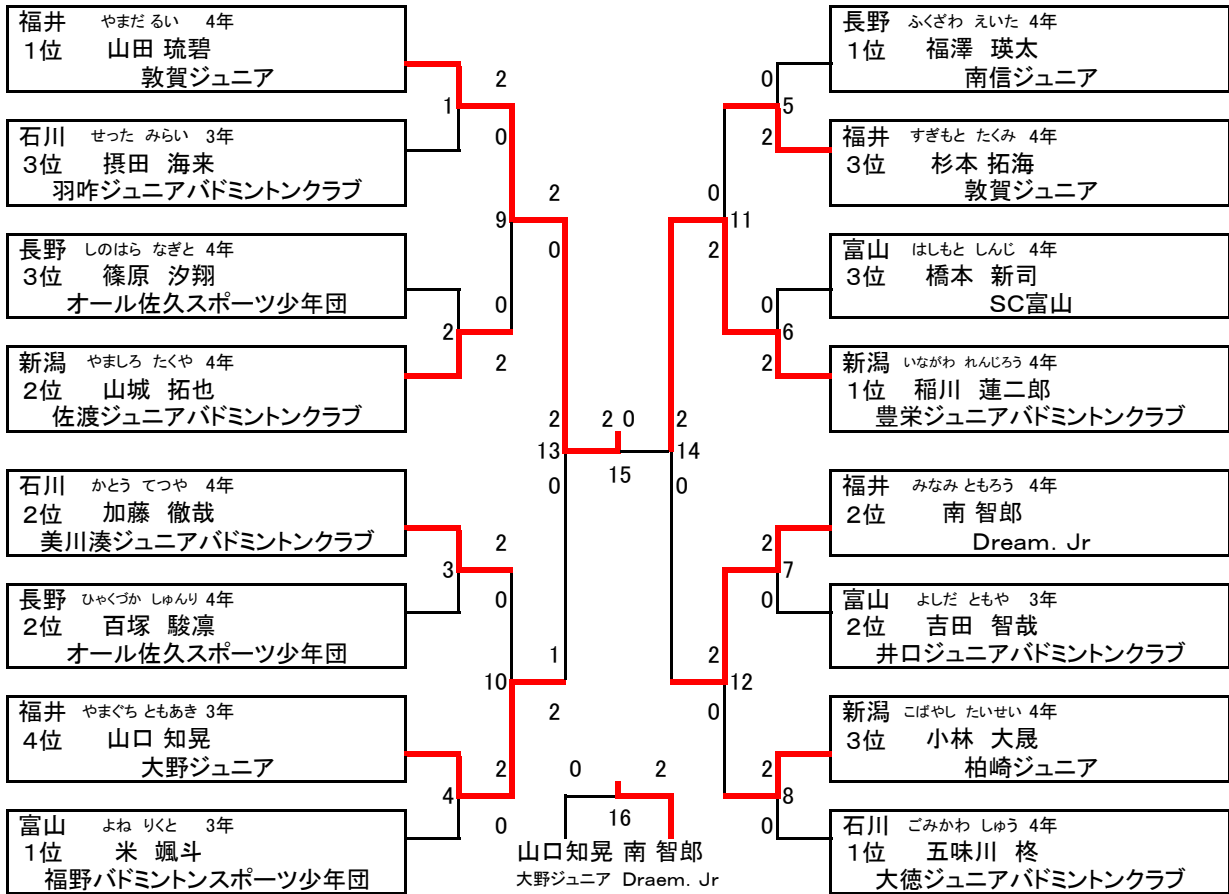 福井 やまだ るい 4年
1位 山田 琉碧
敦賀ジュニア
石川 せった みらい 3年
3位 摂田 海来
羽咋ジュニアバドミントンクラブ
長野 しのはら なぎと 4年
3位 篠原 汐翔
オール佐久スポーツ少年団
新潟 やましろ たくや 4年
2位 山城 拓也
佐渡ジュニアバドミントンクラブ
石川 かとう てつや 4年
2位 加藤 徹哉
美川湊ジュニアバドミントンクラブ
長野 ひゃくづか しゅんり 4年
2位 百塚 駿凛
オール佐久スポーツ少年団
福井 やまぐち ともあき 3年
4位 山口 知晃
大野ジュニア
富山 よね りくと 3年
1位 米 颯斗
福野バドミントンスポーツ少年団
2
1
0
2
9
0
0
2
2
2
13
0
2
3
0
1
10
2
2
4
0
2 0
15
0 2
16
山口知晃 南 智郎
大野ジュニア Draem. Jr
0
5
2
0
11
2
0
6
2
2
14
0
2
7
0
2
12
0
2
8
0
長野 ふくざわ えいた 4年
1位 福澤 瑛太
南信ジュニア
福井 すぎもと たくみ 4年
3位 杉本 拓海
敦賀ジュニア
富山 はしもと しんじ 4年
3位 橋本 新司
SC富山
新潟 いながわ れんじろう 4年
1位 稲川 蓮二郎
豊栄ジュニアバドミントンクラブ
福井 みなみ ともろう 4年
2位 南 智郎
Dream. Jr
富山 よしだ ともや 3年
2位 吉田 智哉
井口ジュニアバドミントンクラブ
新潟 こばやし たいせい 4年
3位 小林 大晟
柏崎ジュニア
石川 ごみかわ しゅう 4年
1位 五味川 柊
大徳ジュニアバドミントンクラブ